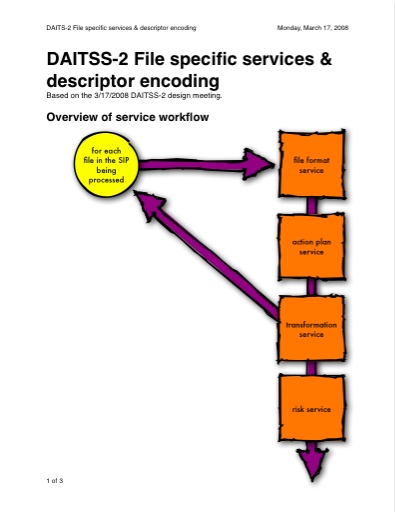 DAITS-2 File specific services & descriptor encoding
Monday, March 17, 2008
DAITSS-2 File specific services &
descriptor encoding
Based on the 3/17/2008 DAITSS-2 design meeting.
Overview of service workflow
for each
file in the SIP
being
processed
file format
service
action plan
service
transformation
service
risk service
1 of 3